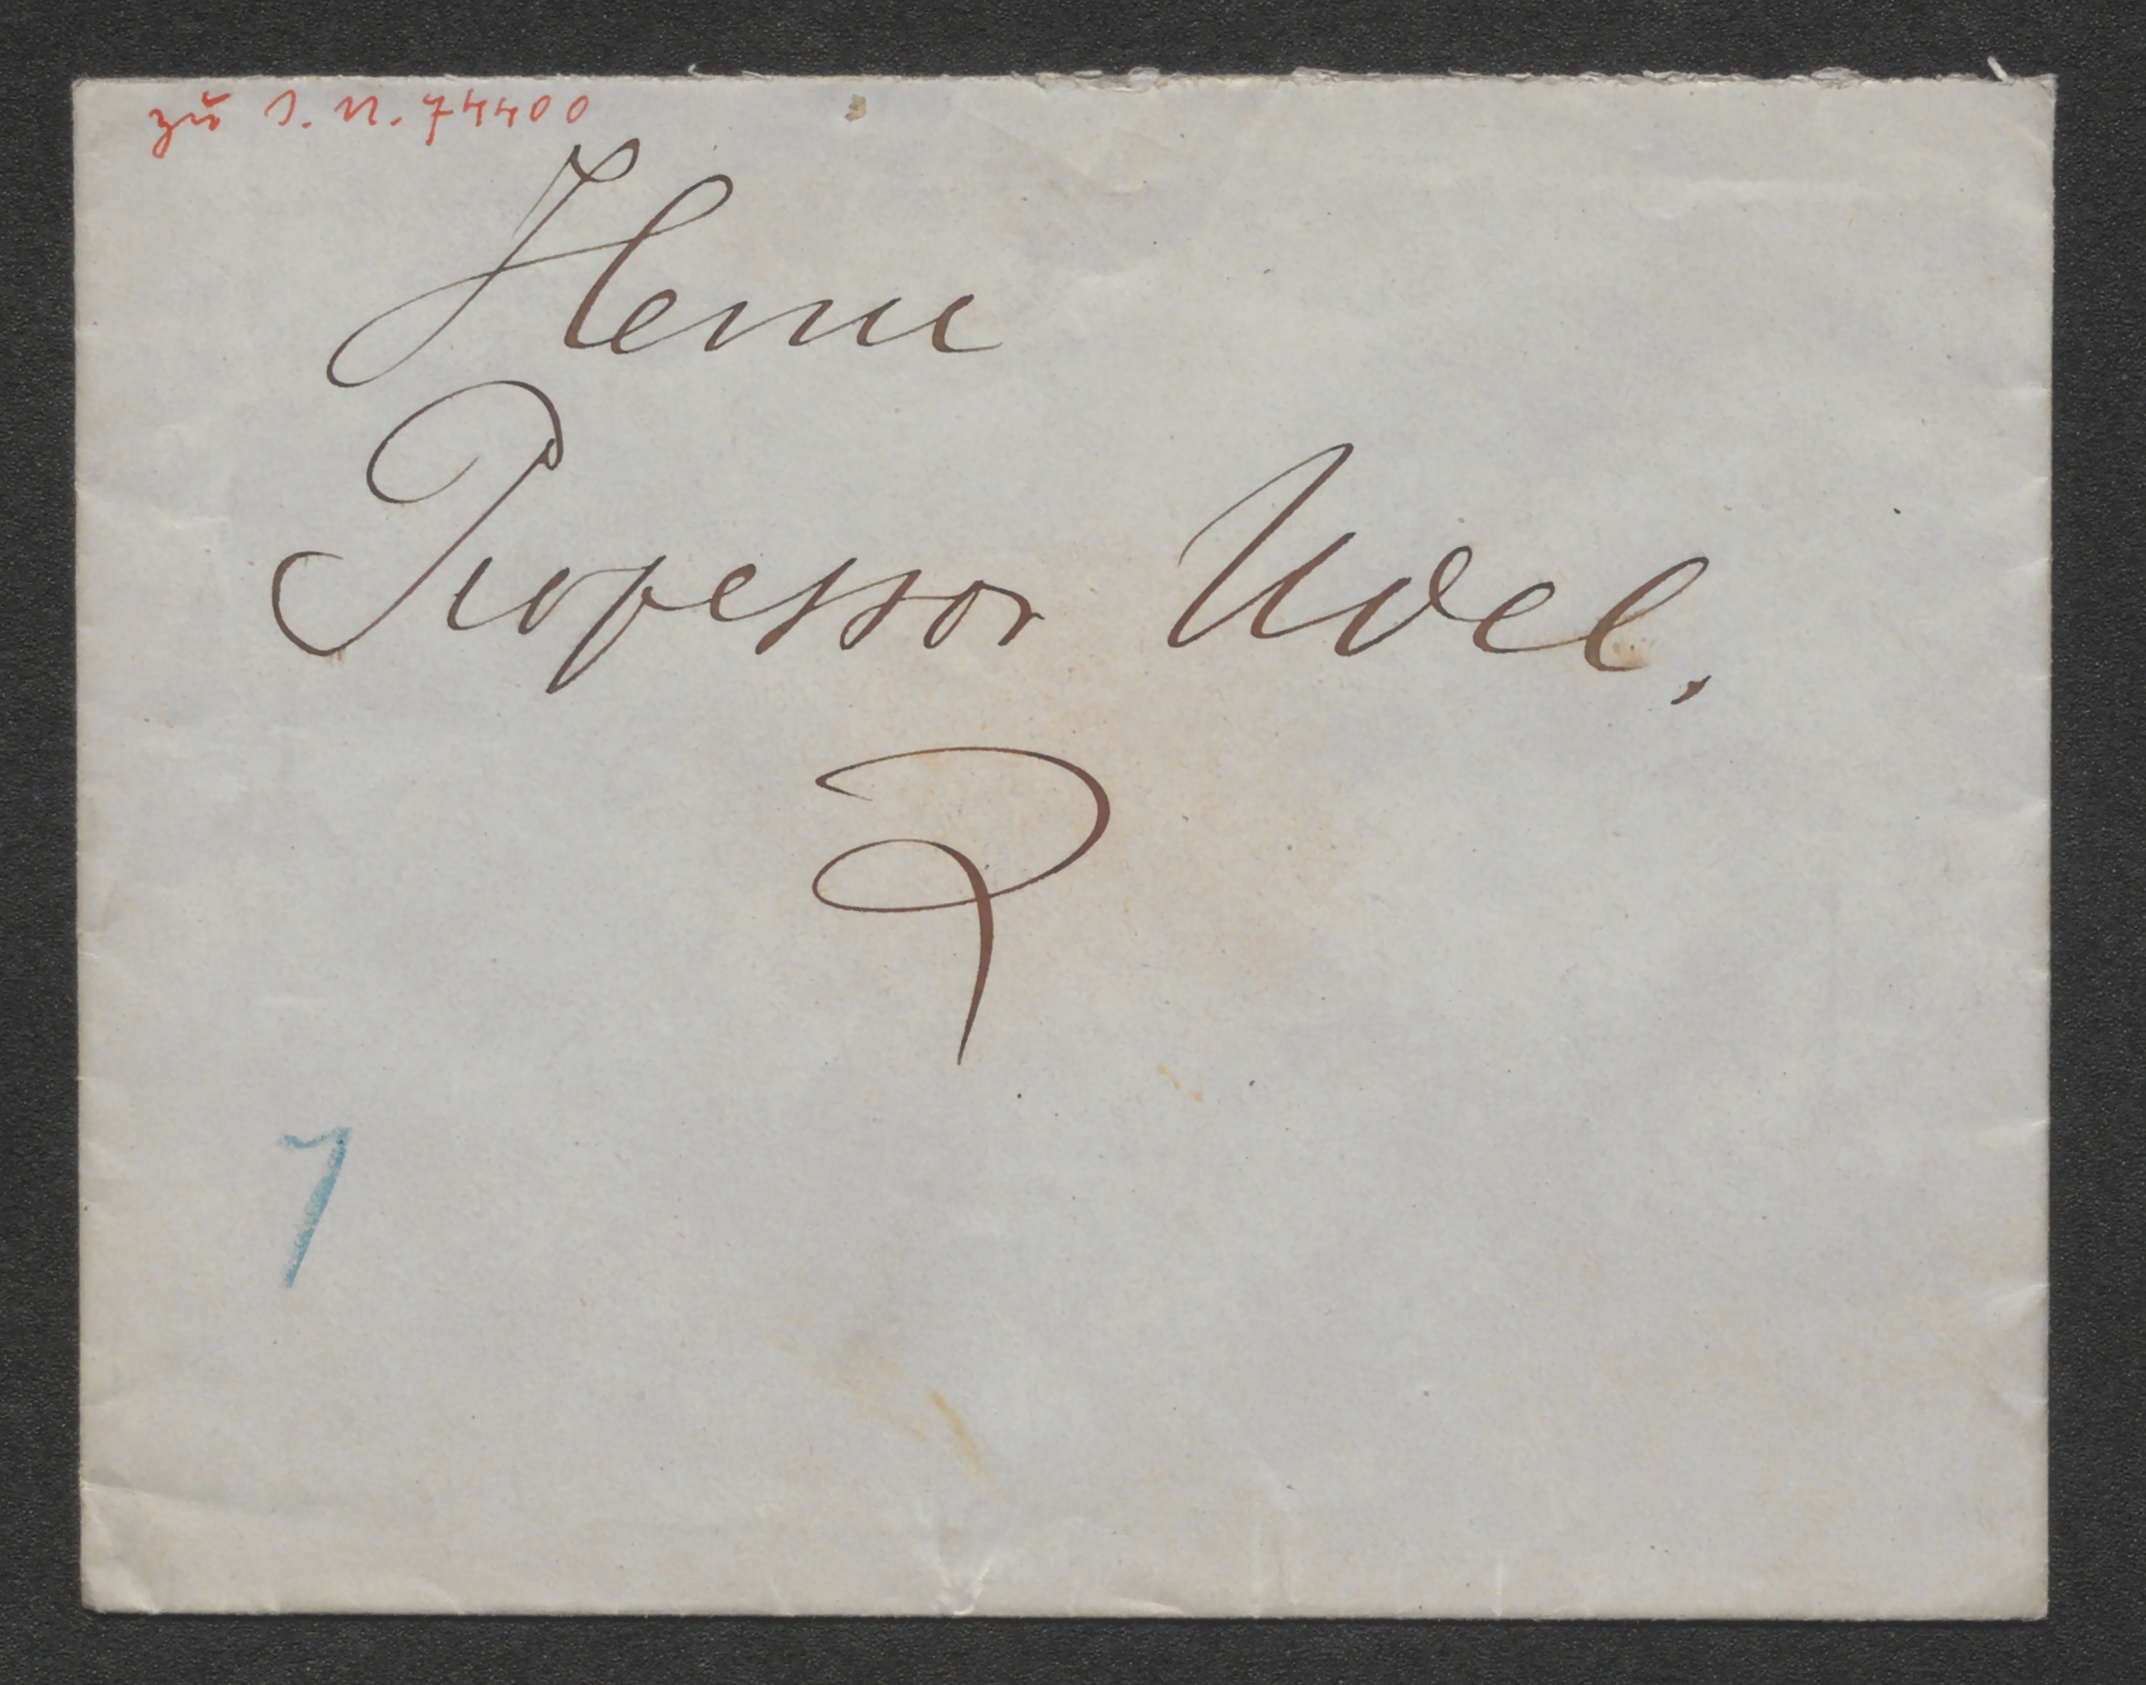 zu I. N. 74400
Herrn
Professor Udel.
7